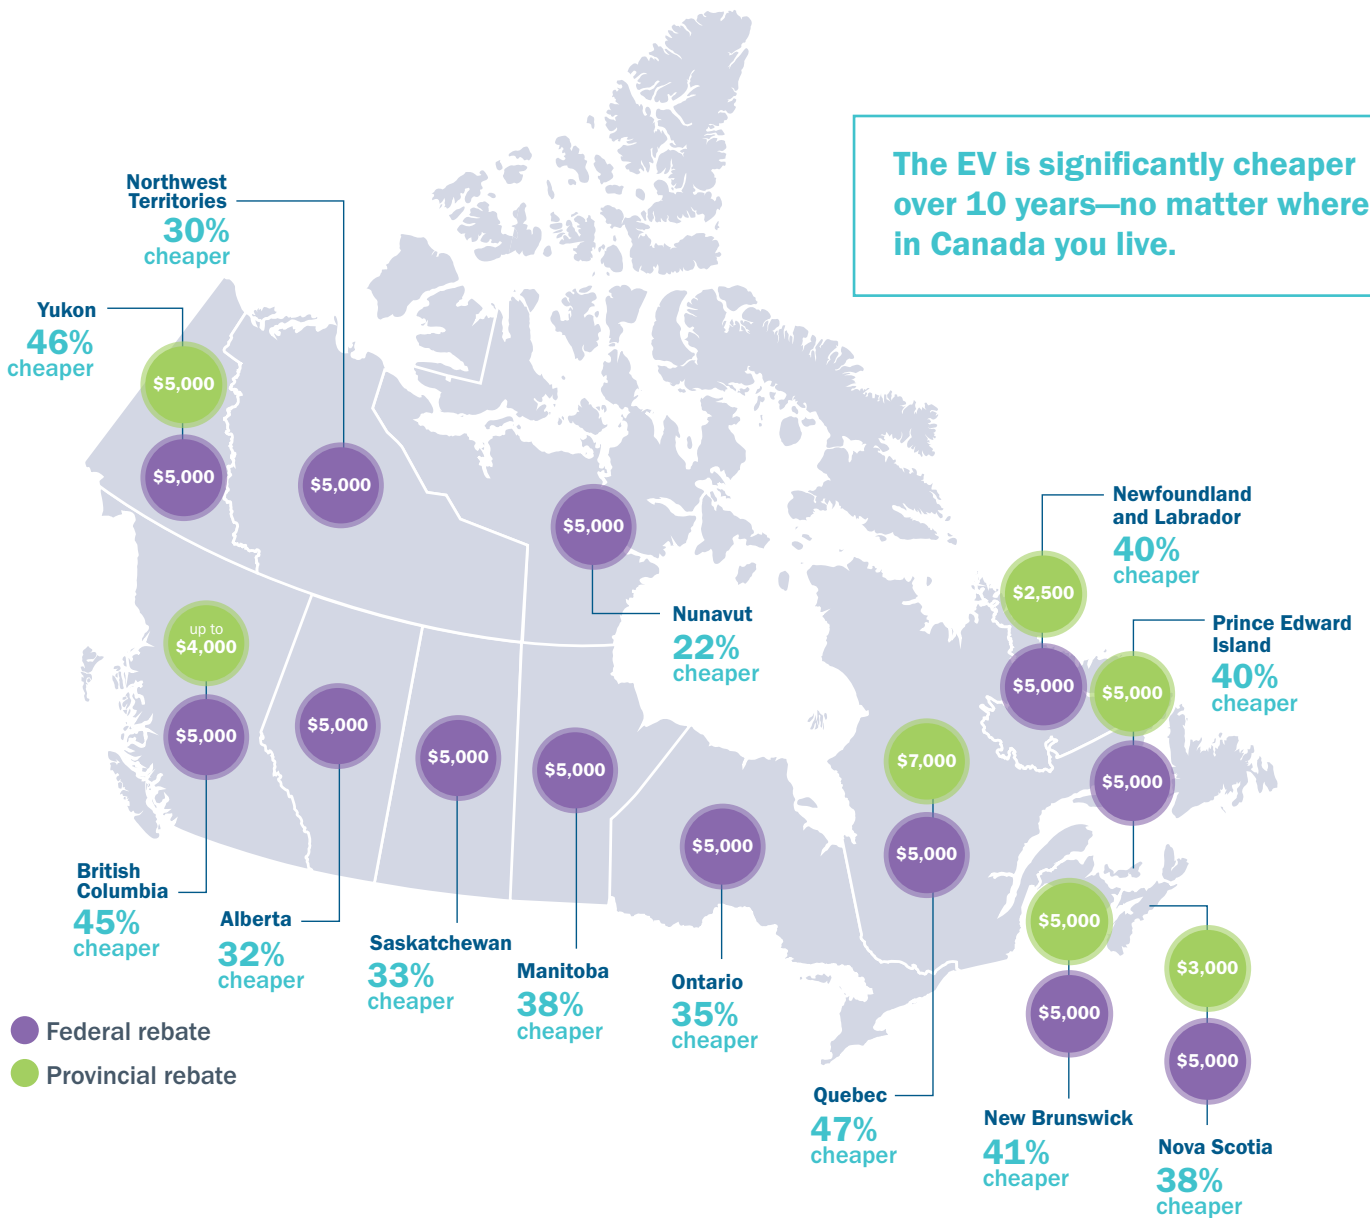 The EV is significantly cheaper
over 10 years—no matter where
in Canada you live.
Northwest
Territories
30%
cheaper
Yukon
46%
cheaper
$5,000
$5,000
$5,000
$5,000
Nunavut
22%
cheaper
Newfoundland
and Labrador
40%
cheaper
$2,500
$5,000
Prince Edward
Island
40%
cheaper
$5,000
$5,000
up to
$4,000
$5,000
British
Columbia
45%
cheaper
$5,000
Alberta
32%
cheaper
$5,000
Saskatchewan
33%
cheaper
$5,000
Manitoba
38%
cheaper
$5,000
Ontario
35%
cheaper
$7,000
$5,000
Quebec
47%
cheaper
$5,000
$5,000
New Brunswick
41%
cheaper
$3,000
$5,000
Nova Scotia
38%
cheaper
Federal rebate
Provincial rebate